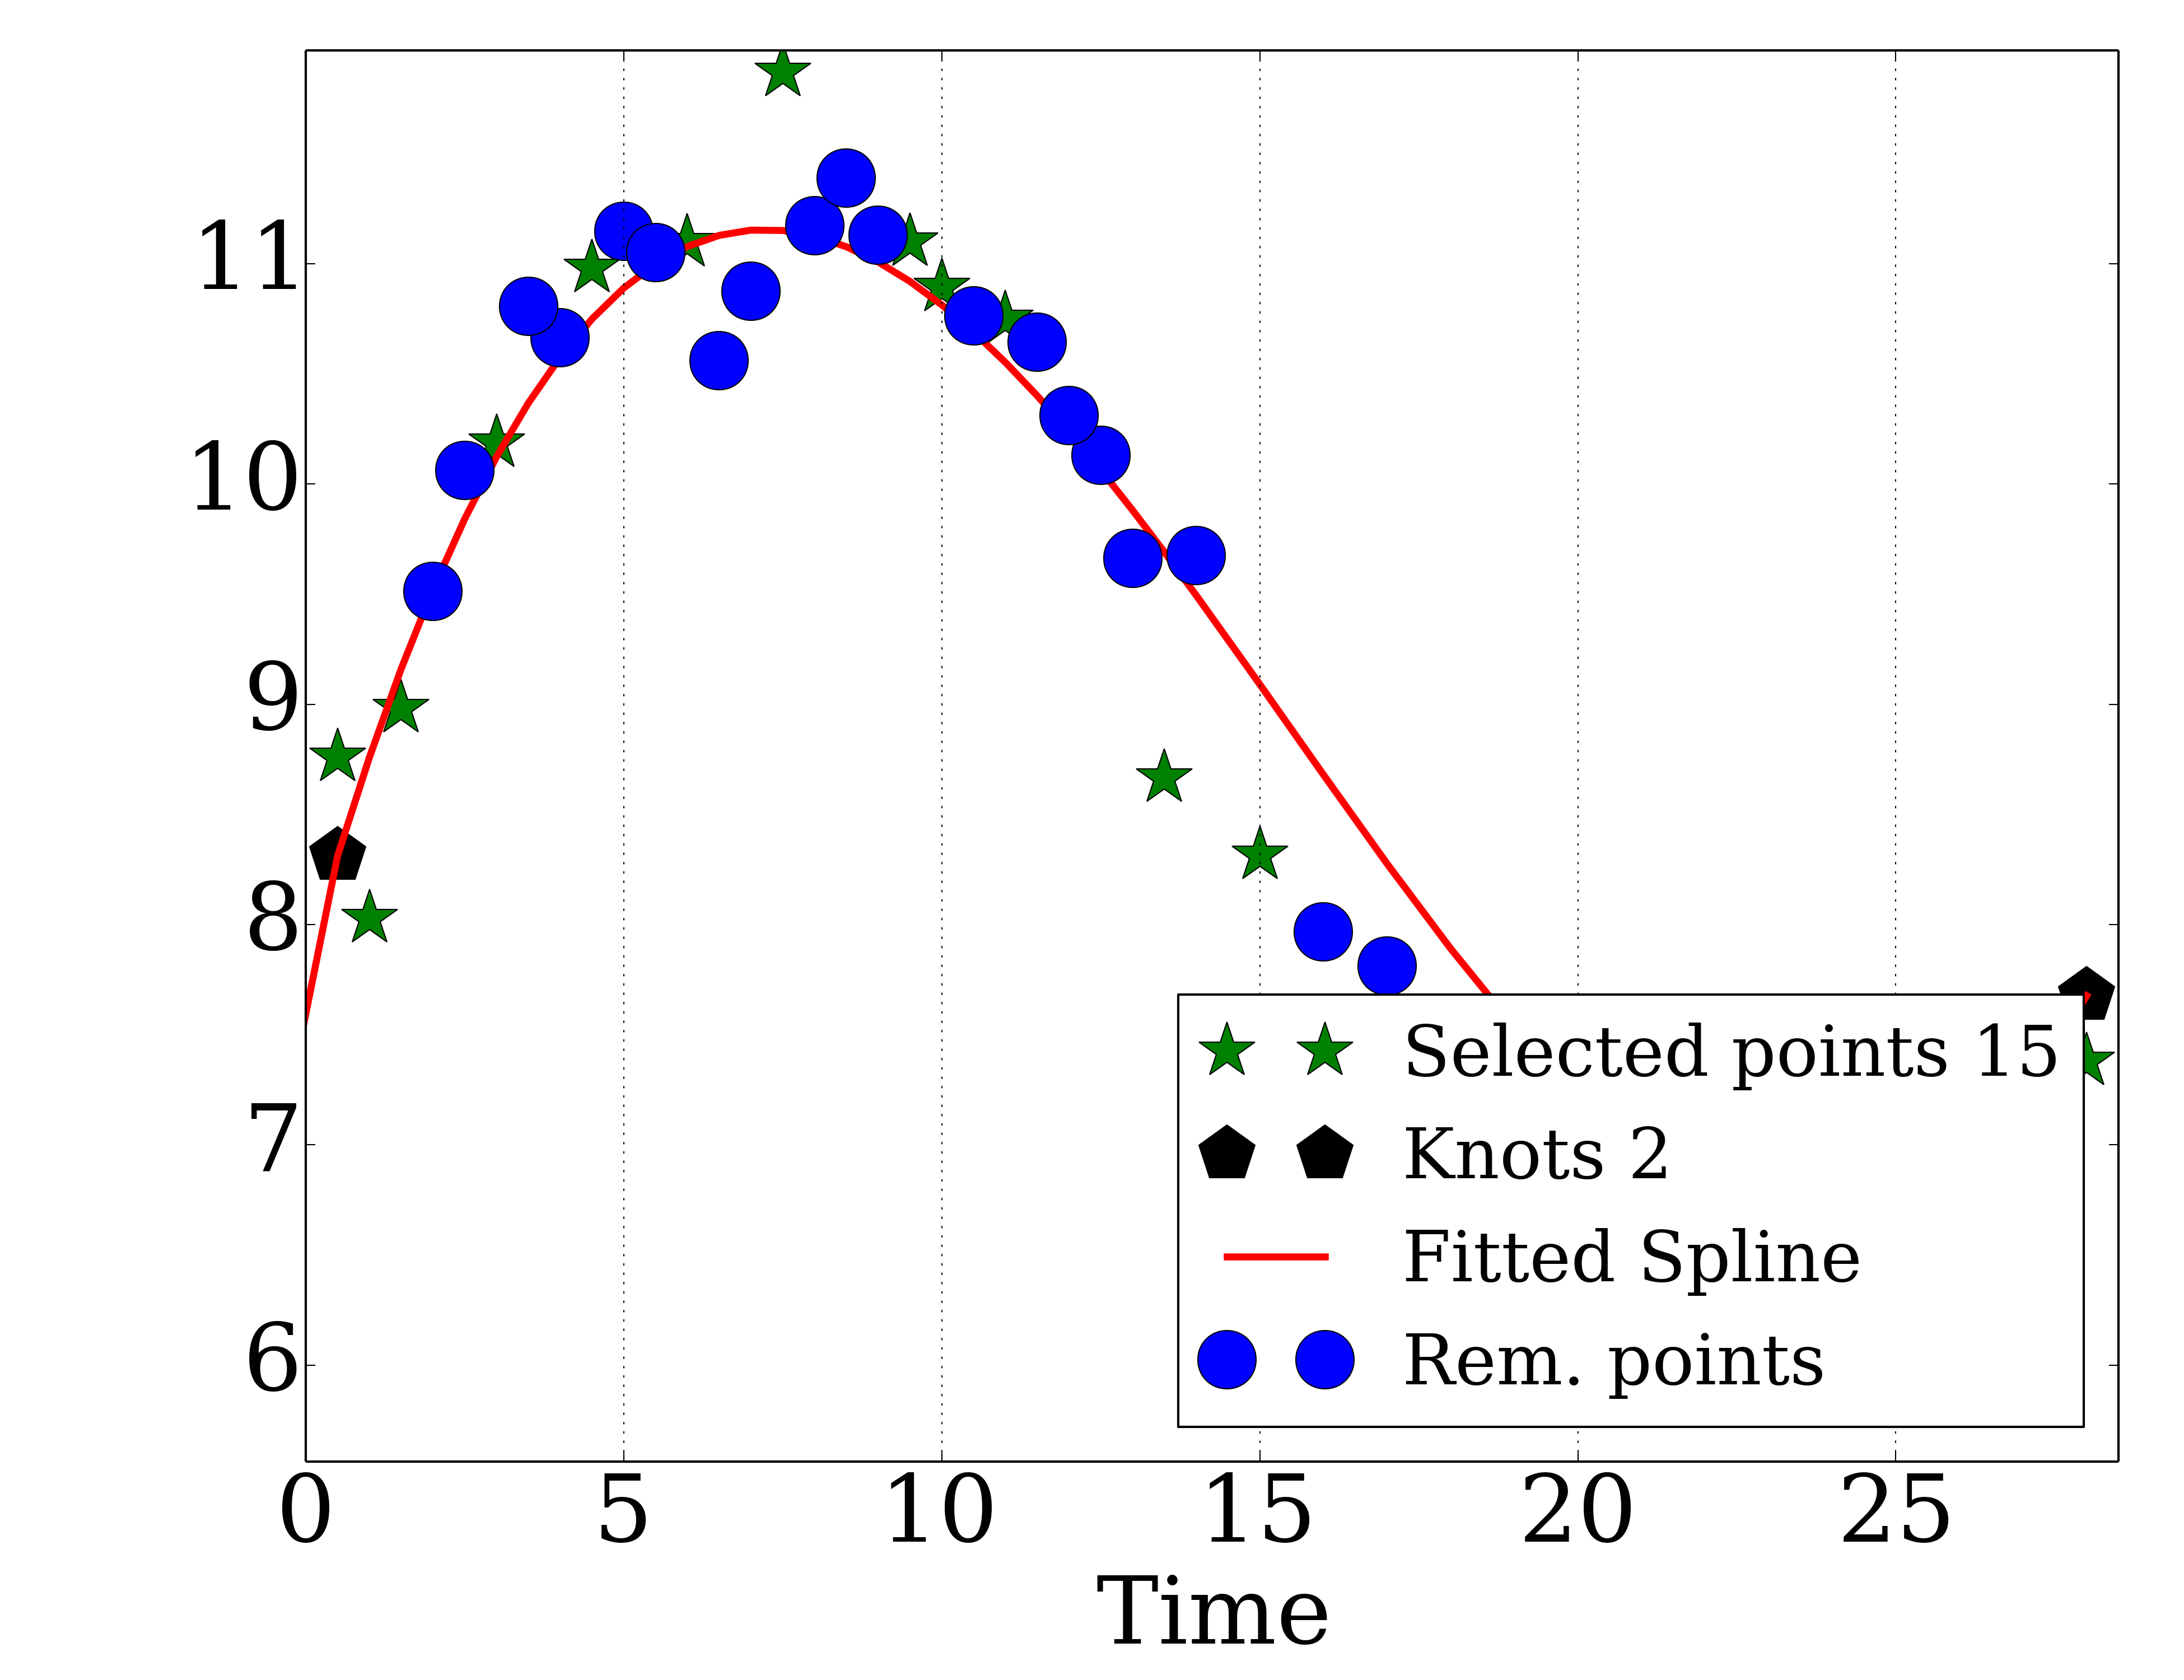 11
10
9
8
7
6
0 5 10 15 20 25
Time
Selected points 15
Knots 2
Fitted Spline
Rem. points